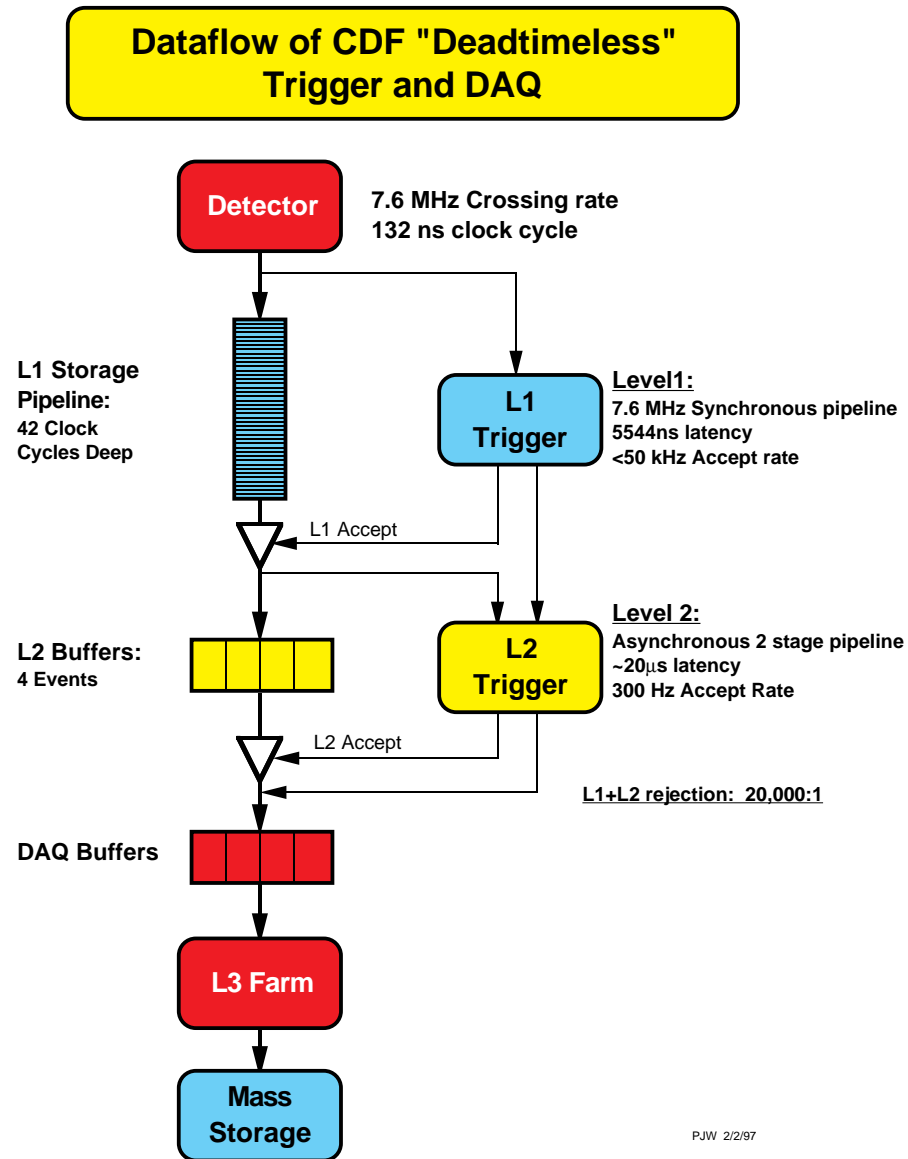 Dataflow of CDF "Deadtimeless"
Trigger and DAQ
Detector
7.6 MHz Crossing rate
132 ns clock cycle
L1 Storage
Pipeline:
42 Clock
Cycles Deep
L1
Trigger
Level1:
7.6 MHz Synchronous pipeline
5544ns latency
<50 kHz Accept rate
L1 Accept
L2 Buffers:
4 Events
L2
Trigger
Level 2:
Asynchronous 2 stage pipeline
~20μs latency
300 Hz Accept Rate
L2 Accept
L1+L2 rejection: 20,000:1
DAQ Buffers
L3 Farm
Mass
Storage
PJW 2/2/97